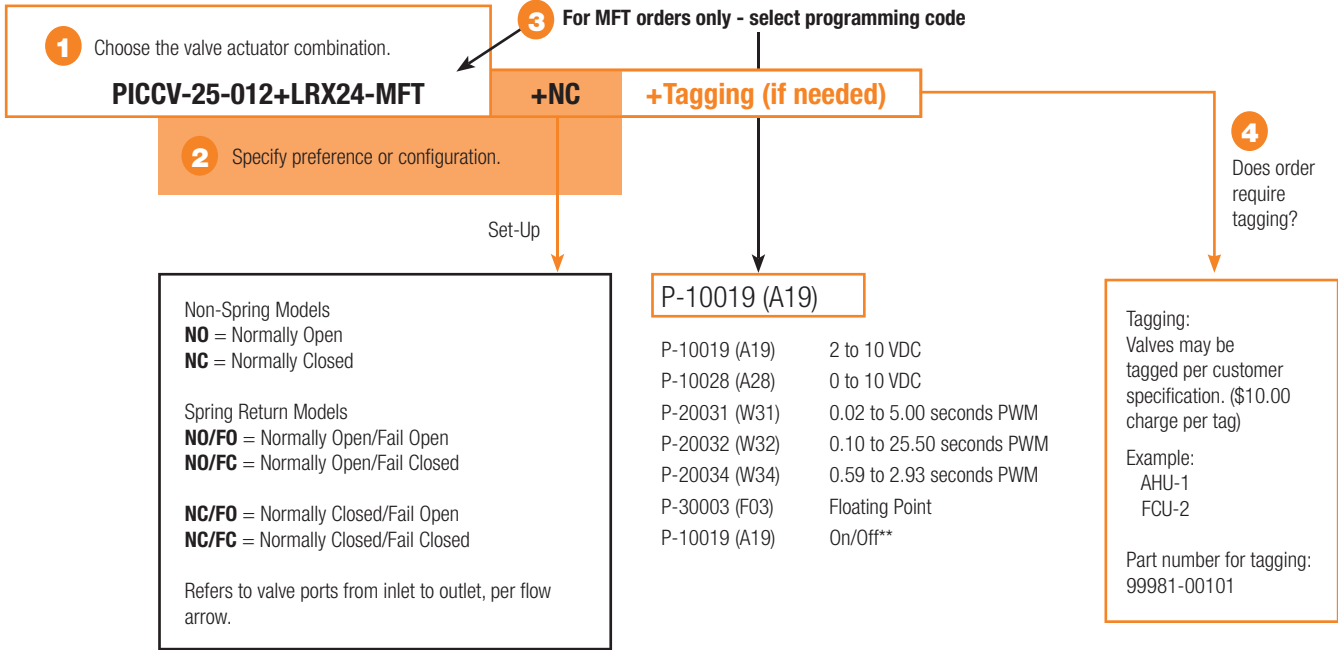 1 Choose the valve actuator combination.
3 For MFT orders only - select programming code
PICCV-25-012+LRX24-MFT +NC +Tagging (if needed)
2 Specify preference or configuration.
4
Does order
require
tagging?
Set-Up
Non-Spring Models
NO = Normally Open
NC = Normally Closed
Spring Return Models
NO/FO = Normally Open/Fail Open
NO/FC = Normally Open/Fail Closed
NC/FO = Normally Closed/Fail Open
NC/FC = Normally Closed/Fail Closed
Refers to valve ports from inlet to outlet, per flow
arrow.
P-10019 (A19)
P-10019 (A19) 2 to 10 VDC
P-10028 (A28) 0 to 10 VDC
P-20031 (W31) 0.02 to 5.00 seconds PWM
P-20032 (W32) 0.10 to 25.50 seconds PWM
P-20034 (W34) 0.59 to 2.93 seconds PWM
P-30003 (F03) Floating Point
P-10019 (A19) On/Off**
Tagging:
Valves may be
tagged per customer
specification. ($10.00
charge per tag)
Example:
AHU-1
FCU-2
Part number for tagging:
99981-00101